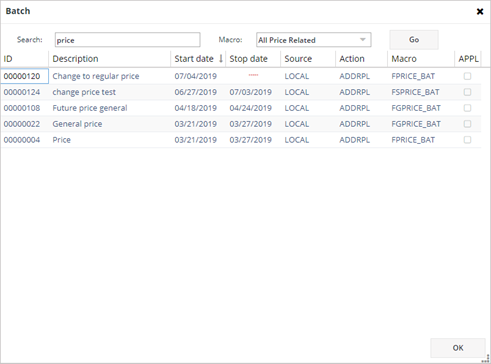 Batch
Search: price Macro: All Price Related Go
ID Description Start date ↓ Stop date Source Action Macro APPL
00000120 Change to regular price 07/04/2019 ----- LOCAL ADDRPL FPRICE_BAT
00000124 change price test 06/27/2019 07/03/2019 LOCAL ADDRPL FSPRICE_BAT
00000108 Future price general 04/18/2019 04/24/2019 LOCAL ADDRPL FGPRICE_BAT
00000022 General price 03/21/2019 03/27/2019 LOCAL ADDRPL FGPRICE_BAT
00000004 Price 03/21/2019 03/27/2019 LOCAL ADDRPL FPRICE_BAT
OK